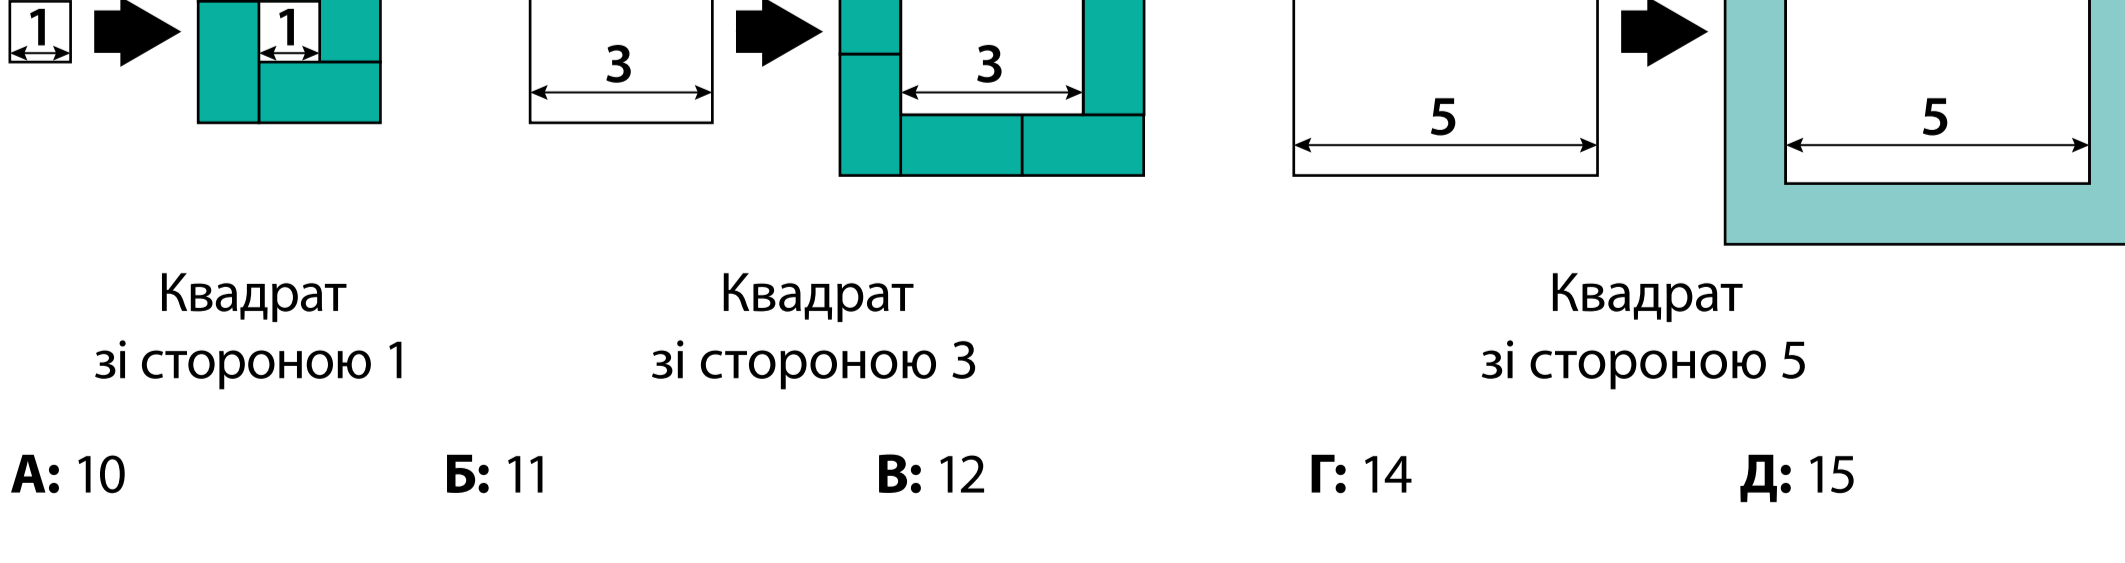 1 1
3 3
5 5
Квадрат
зі стороною 1
Квадрат
зі стороною 3
Квадрат
зі стороною 5
А: 10 Б: 11 В: 12 Г: 14 Д: 15